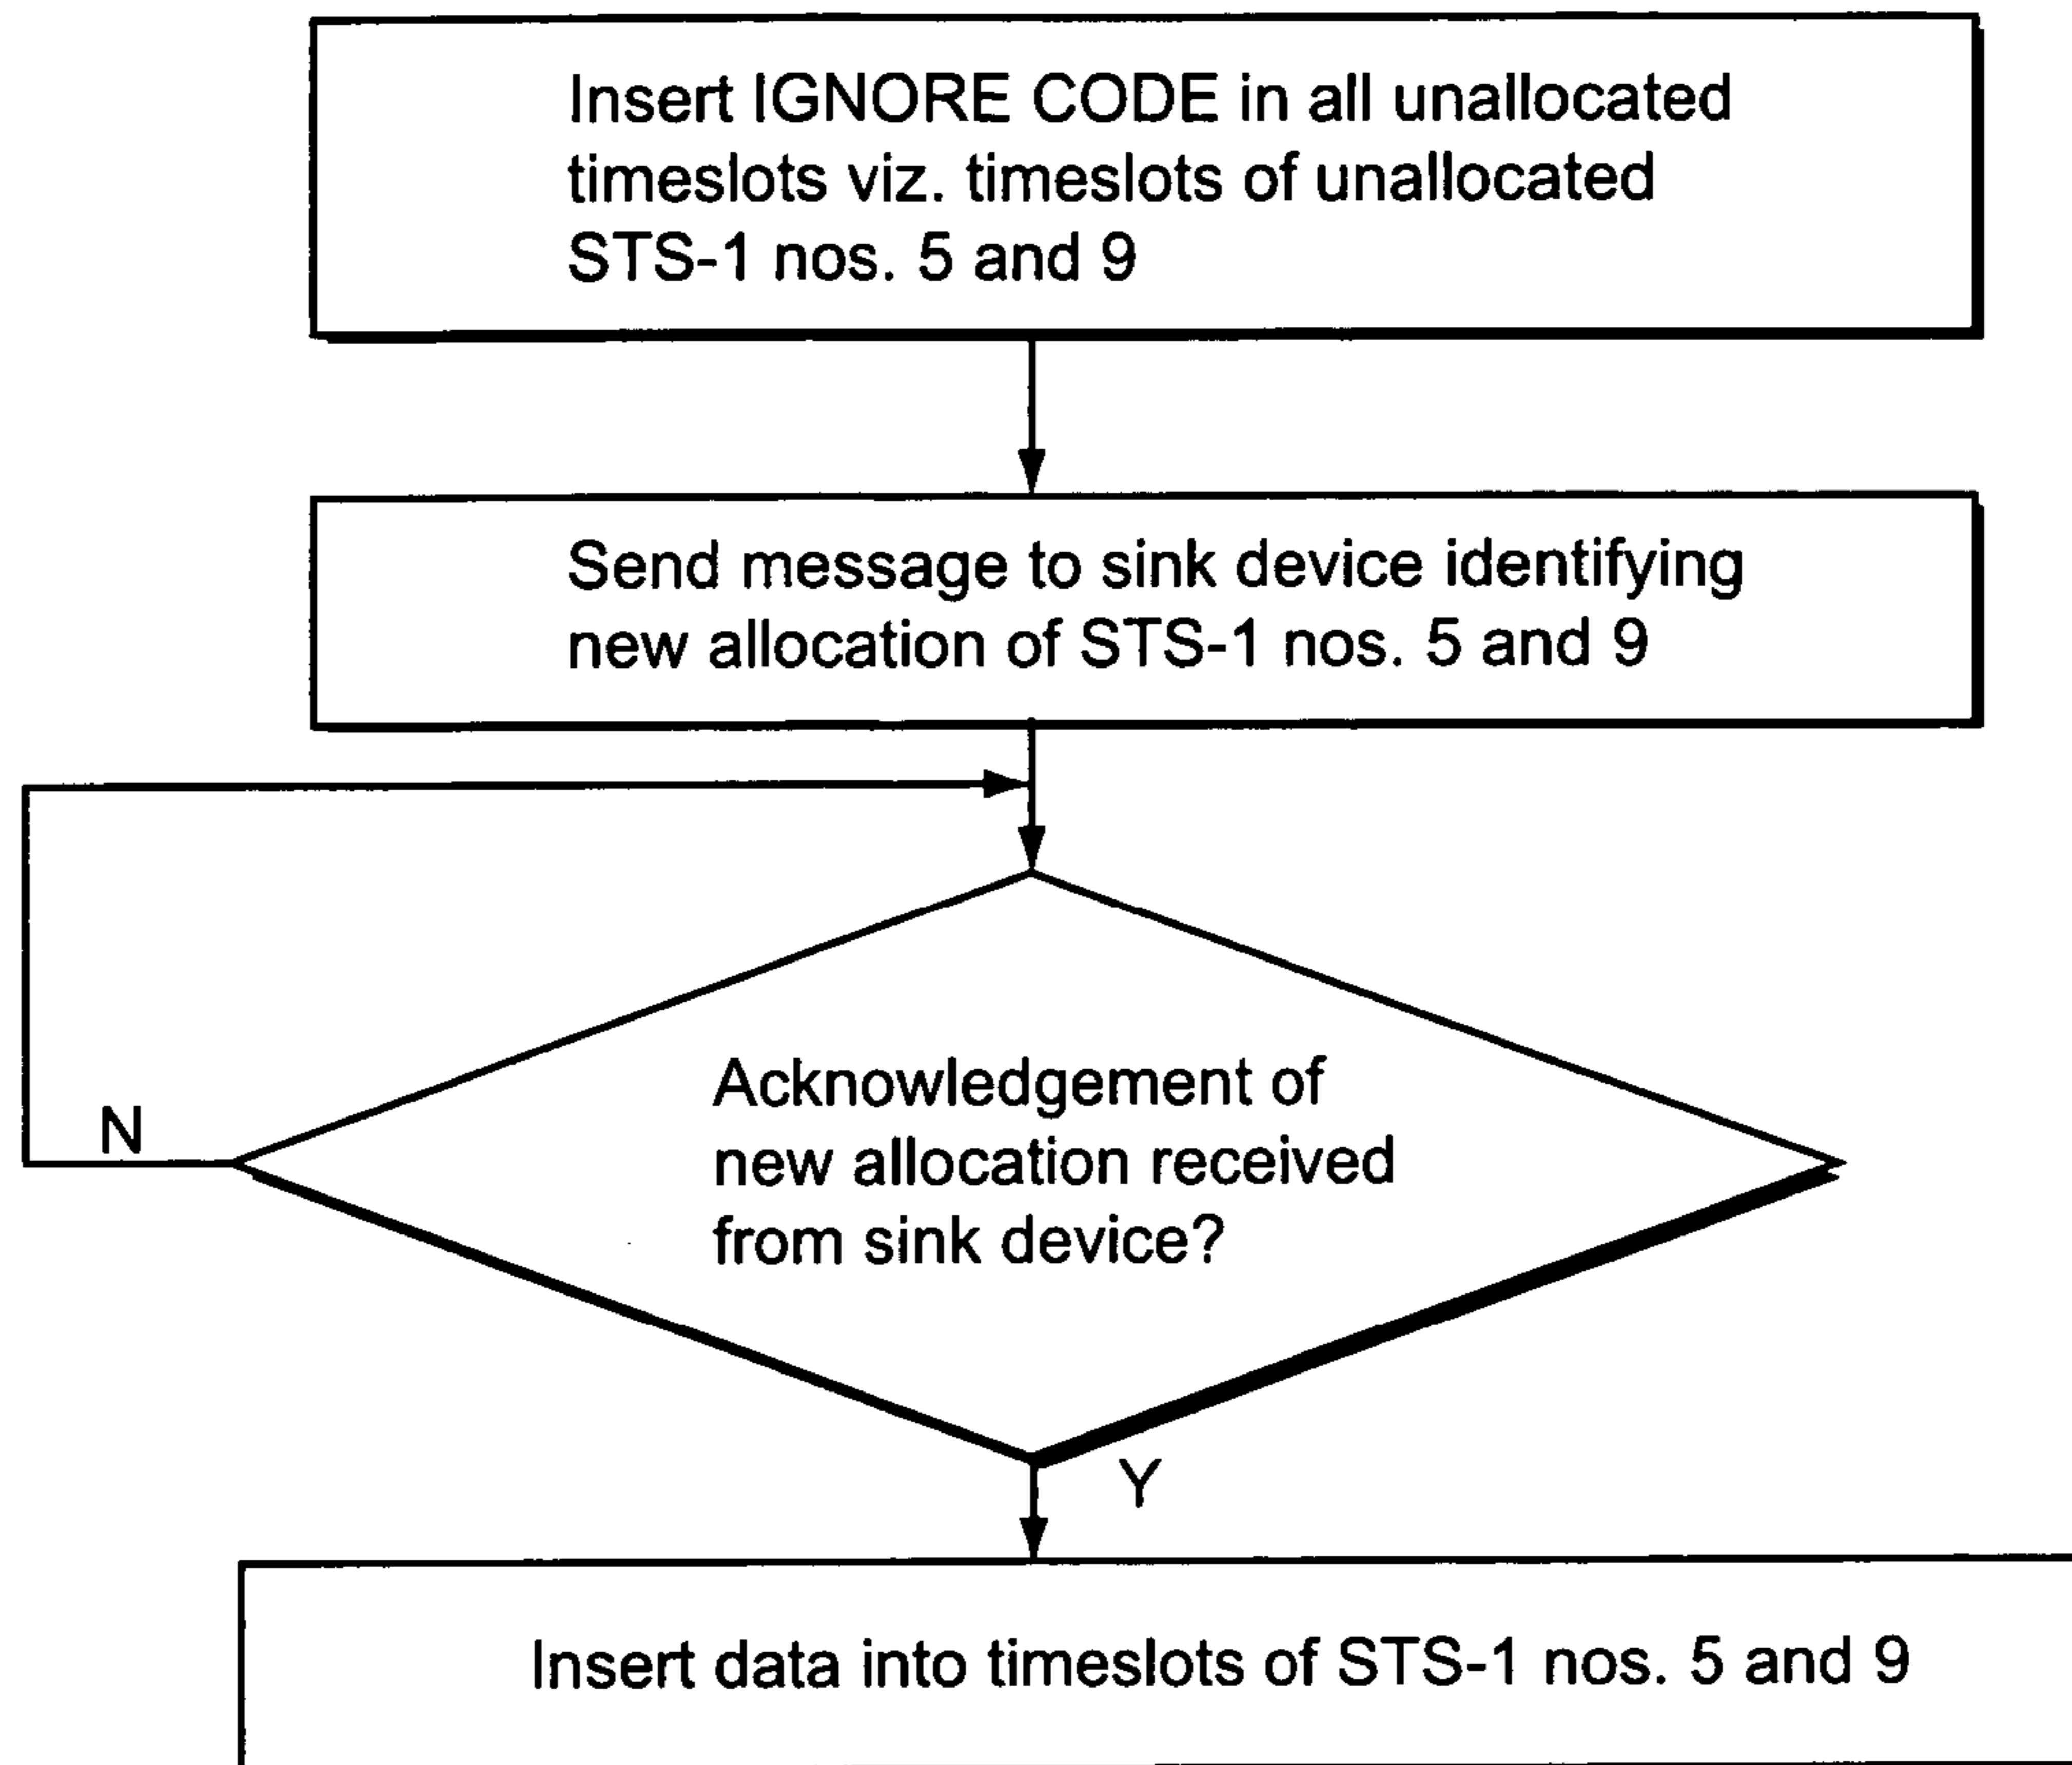 Insert IGNORE CODE in all unallocated
timeslots viz. timeslots of unallocated
STS-1 nos. 5 and 9
Send message to sink device identifying
new allocation of STS-1 nos. 5 and 9
Acknowledgement of
new allocation received
from sink device?
N
Y
Insert data into timeslots of STS-1 nos. 5 and 9